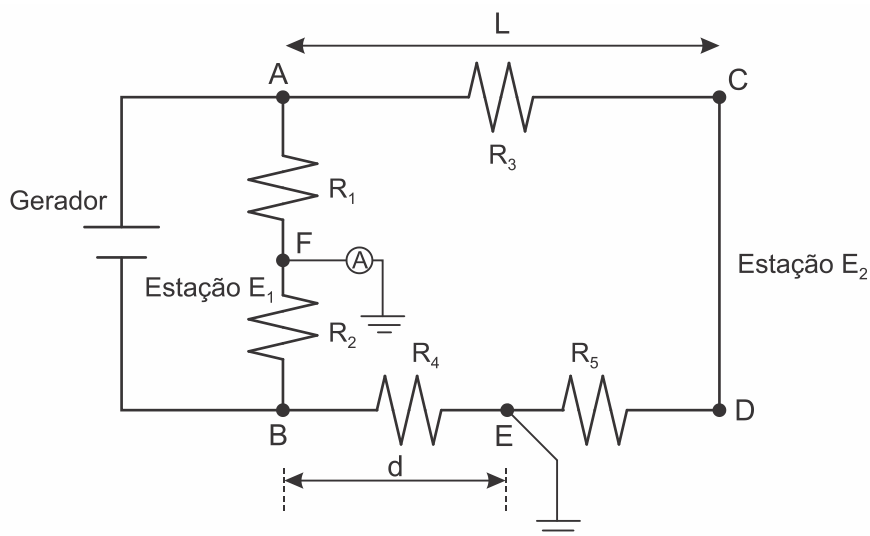 L
A
C
R₃
Gerador
R₁
F
A
Estação E₁
Estação E₂
R₂
R₄
R₅
B
E
D
d